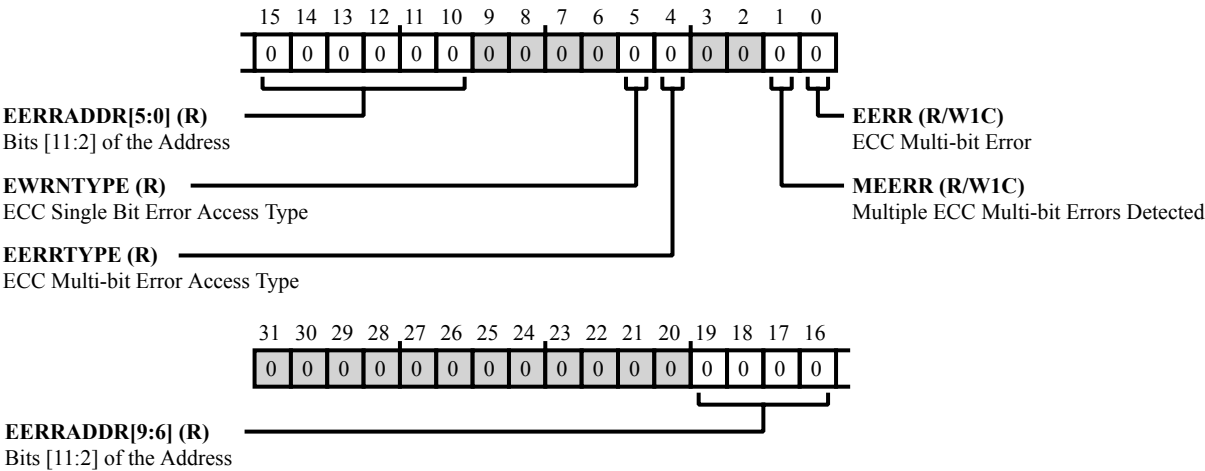 15 14 13 12 11 10 9 8 7 6 5 4 3 2 1 0
0 0 0 0 0 0 0 0 0 0 0 0 0 0 0 0
EERRADDR[5:0] (R)
Bits [11:2] of the Address
EERR (R/W1C)
ECC Multi-bit Error
EWRNTYPE (R)
ECC Single Bit Error Access Type
MEERR (R/W1C)
Multiple ECC Multi-bit Errors Detected
EERRTYPE (R)
ECC Multi-bit Error Access Type
31 30 29 28 27 26 25 24 23 22 21 20 19 18 17 16
0 0 0 0 0 0 0 0 0 0 0 0 0 0 0 0
EERRADDR[9:6] (R)
Bits [11:2] of the Address